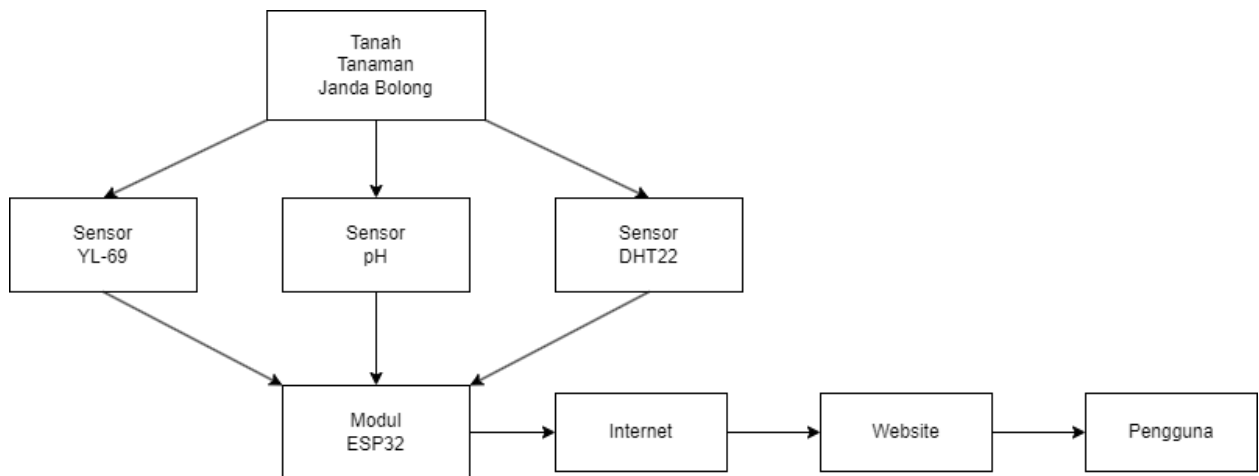 Tanah
Tanaman
Janda Bolong
Sensor
YL-69
Sensor
pH
Sensor
DHT22
Modul
ESP32
Internet
Website
Pengguna